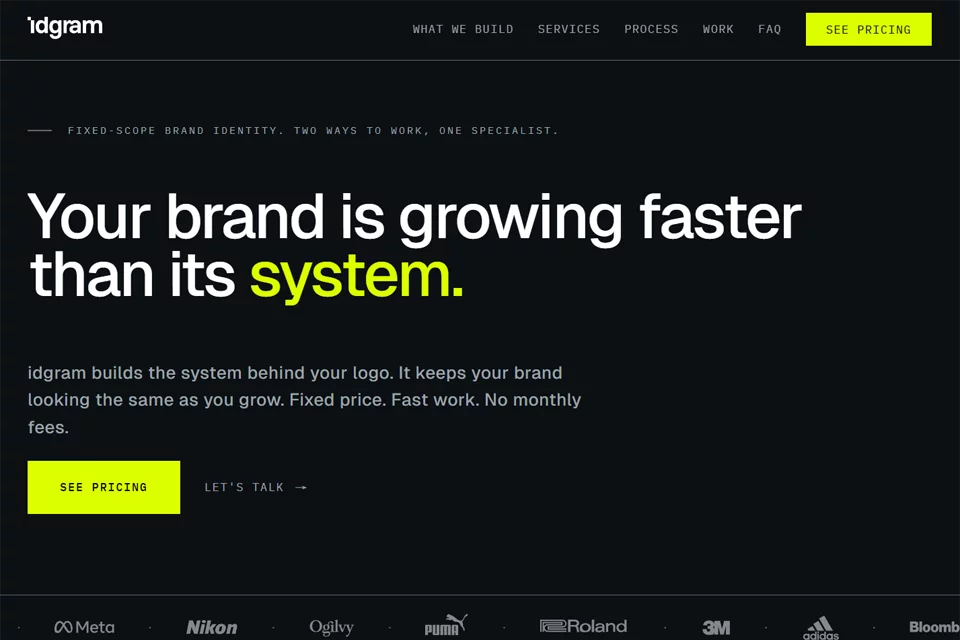 idgram
WHAT WE BUILD SERVICES PROCESS WORK FAQ SEE PRICING
FIXED-SCOPE BRAND IDENTITY. TWO WAYS TO WORK, ONE SPECIALIST.
Your brand is growing faster
than its system.
idgram builds the system behind your logo. It keeps your brand
looking the same as you grow. Fixed price. Fast work. No monthly
fees.
SEE PRICING LET'S TALK →
Meta Nikon Ogilvy PUMA Roland 3M adidas Bloomb